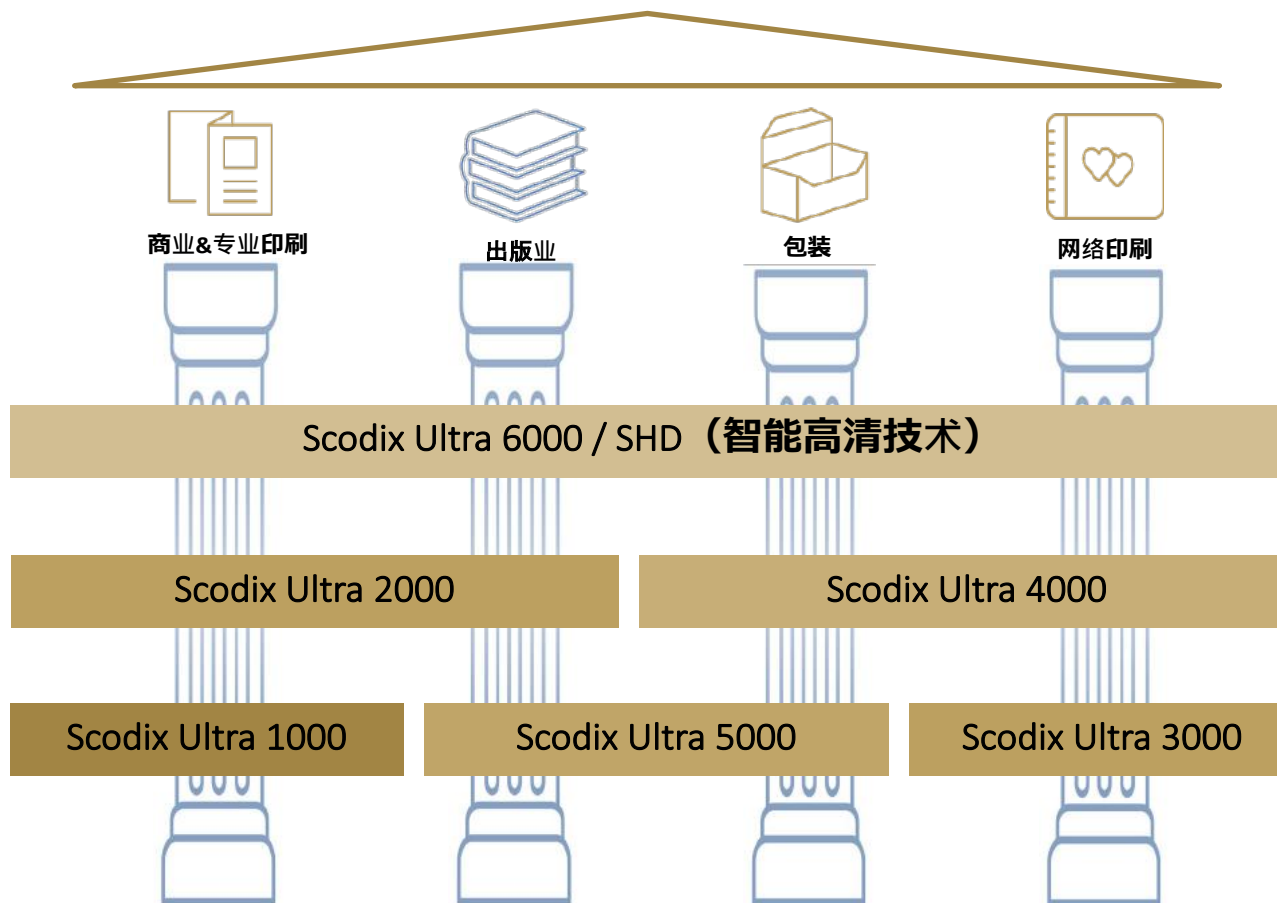 商业&专业印刷
出版业
包装
网络印刷
Scodix Ultra 6000 / SHD（智能高清技术）
Scodix Ultra 2000
Scodix Ultra 4000
Scodix Ultra 1000
Scodix Ultra 5000
Scodix Ultra 3000